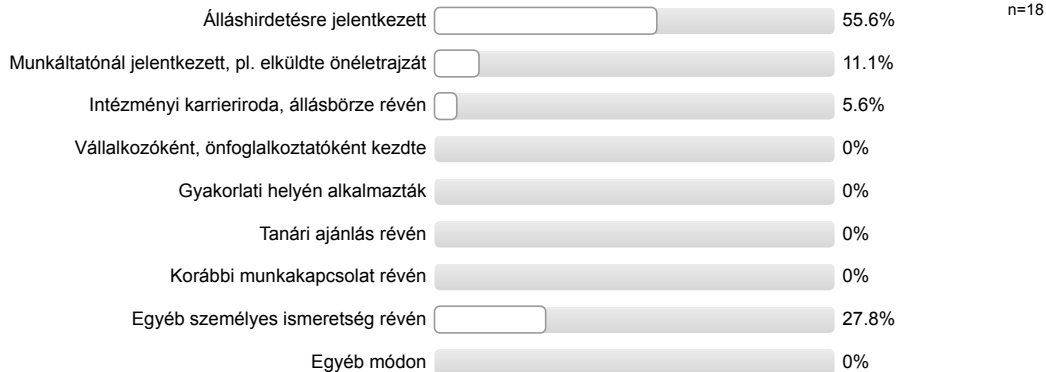 n=18
Álláshirdetésre jelentkezett 55.6%
Munkáltatónál jelentkezett, pl. elküldte önéletrajzát 11.1%
Intézményi karrieriroda, állásbörze révén 5.6%
Vállalkozóként, önfoglalkoztatóként kezdte 0%
Gyakorlati helyén alkalmazták 0%
Tanári ajánlás révén 0%
Korábbi munkakapcsolat révén 0%
Egyéb személyes ismeretség révén 27.8%
Egyéb módon 0%